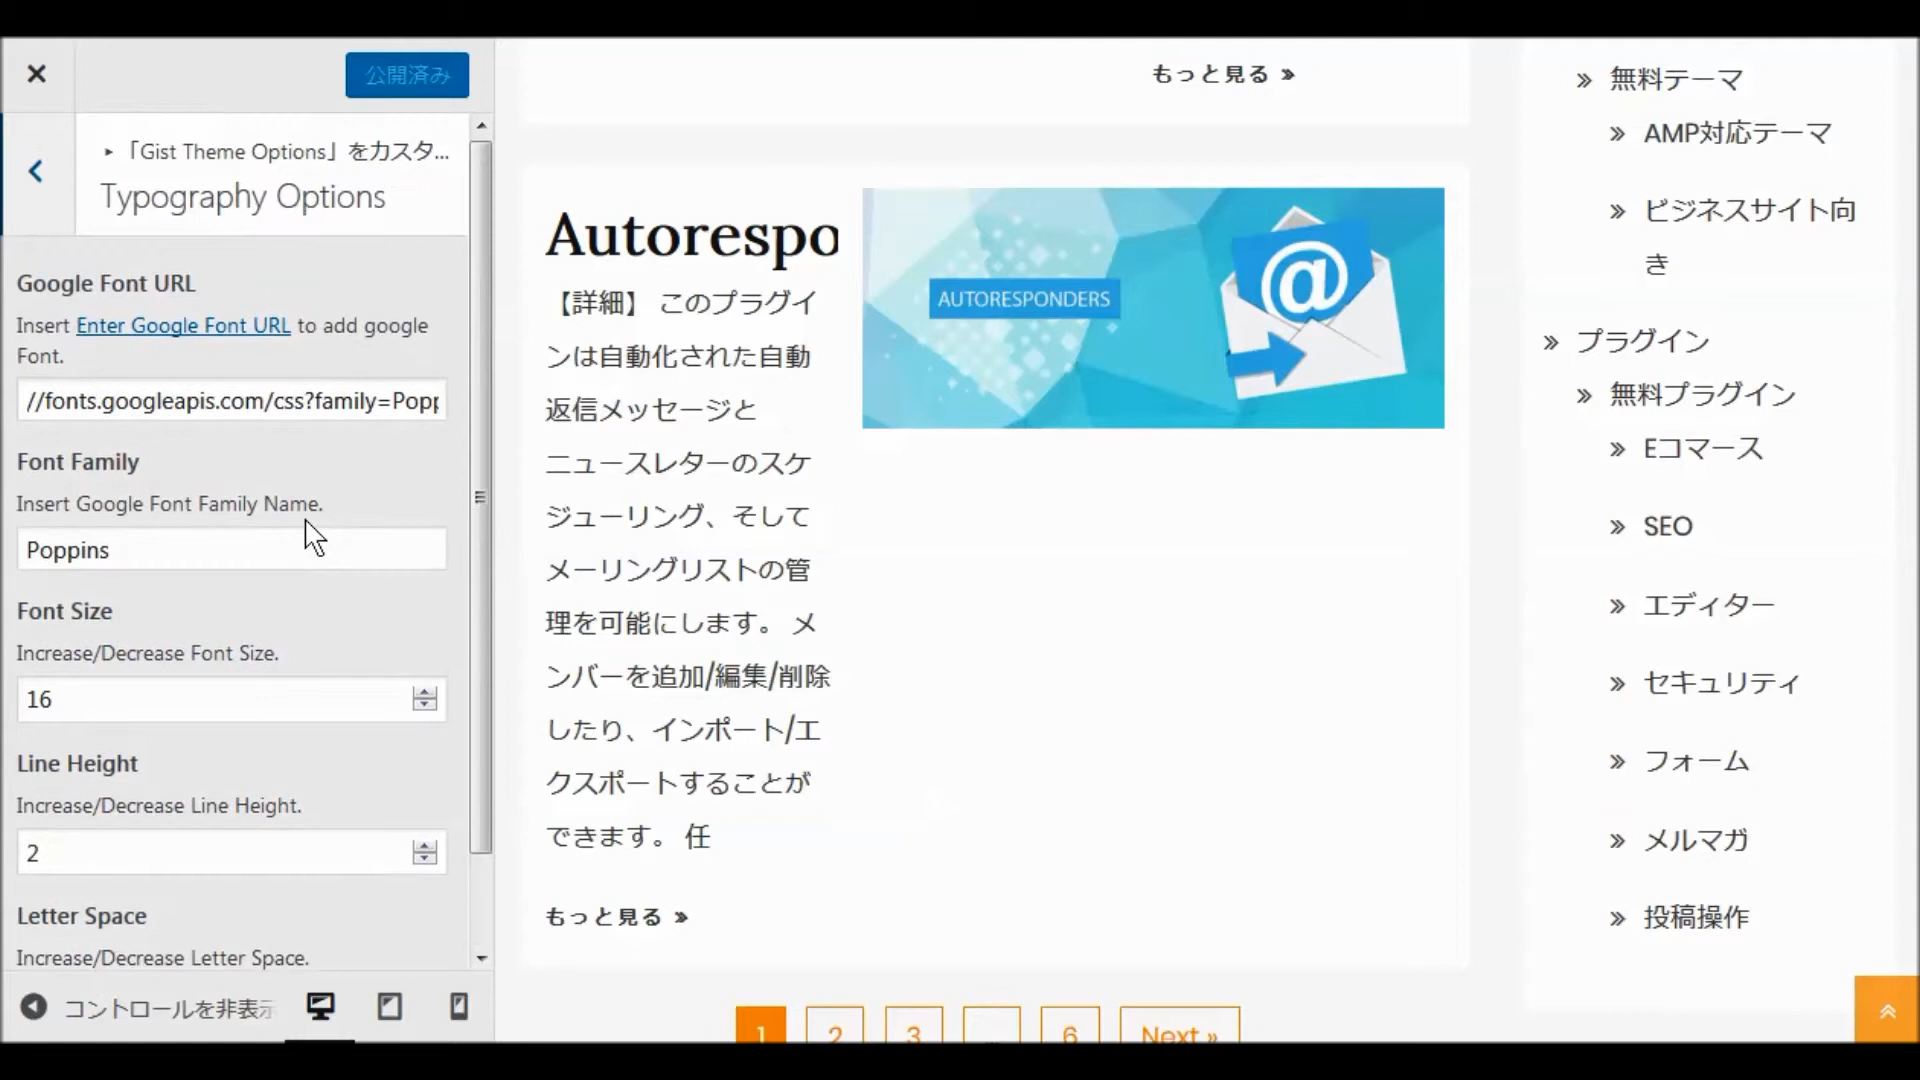 公開済み
▸ 「Gist Theme Options」をカスタ...
Typography Options
Google Font URL
Insert Enter Google Font URL to add google
Font.
//fonts.googleapis.com/css?family=Popp
Font Family
Insert Google Font Family Name.
Poppins
Font Size
Increase/Decrease Font Size.
16
Line Height
Increase/Decrease Line Height.
2
Letter Space
Increase/Decrease Letter Space.
コントロールを非表示
もっと見る »
Autorespo
【詳細】 このプラグイ
ンは自動化された自動
返信メッセージと
ニュースレターのスケ
ジューリング、そして
メーリングリストの管
理を可能にします。 メ
ンバーを追加/編集/削除
したり、インポート/エ
クスポートすることが
できます。 任
もっと見る »
AUTORESPONDERS
@
1 2 3 ... 6 Next »
» 無料テーマ
» AMP対応テーマ
» ビジネスサイト向
き
» プラグイン
» 無料プラグイン
» Eコマース
» SEO
» エディター
» セキュリティ
» フォーム
» メルマガ
» 投稿操作